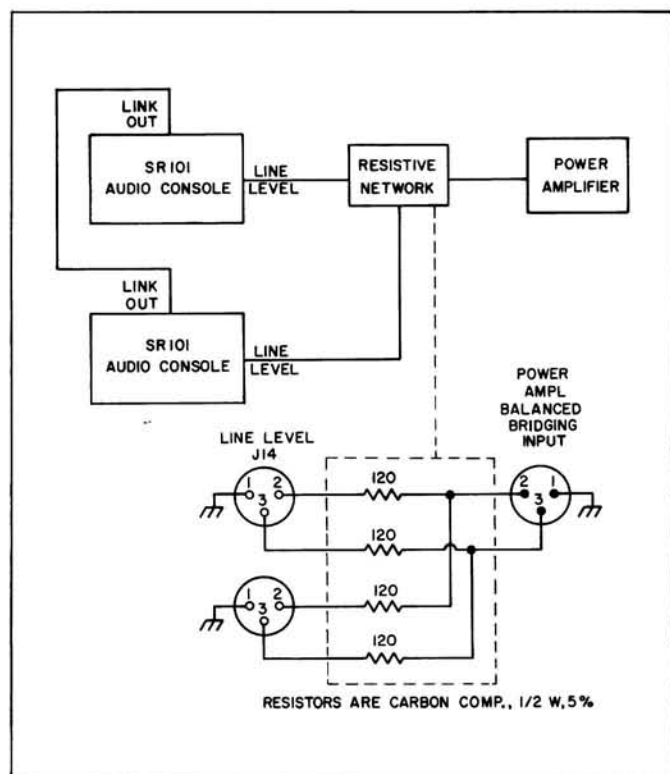 LINK
OUT
SR101
AUDIO CONSOLE
LINE
LEVEL
RESISTIVE
NETWORK
POWER
AMPLIFIER
LINK
OUT
SR101
AUDIO CONSOLE
LINE
LEVEL
POWER
AMPL
BALANCED
BRIDGING
INPUT
LINE LEVEL
J14
1 2
3
120
2 1
3
120
1 2
3
120
120
RESISTORS ARE CARBON COMP., 1/2 W, 5%